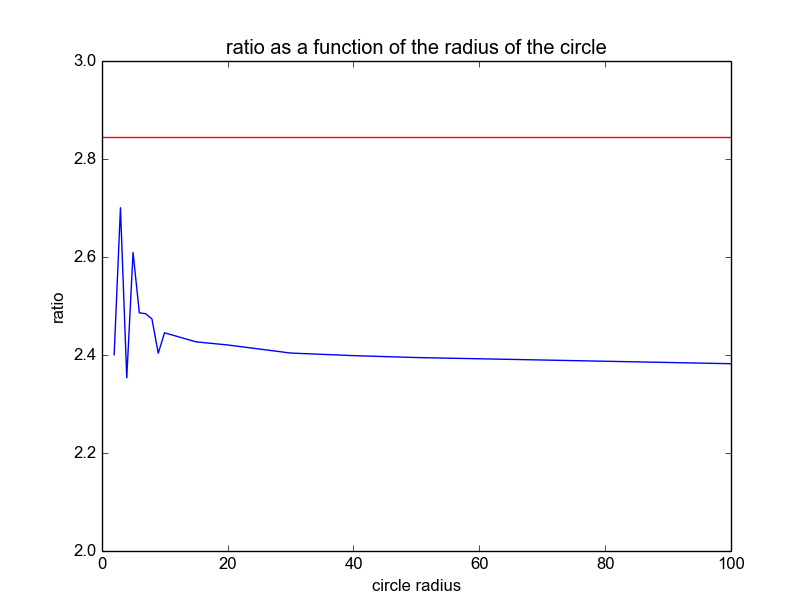 ratio as a function of the radius of the circle
3.0
2.8
2.6
2.4
2.2
2.0
ratio
0 20 40 60 80 100
circle radius